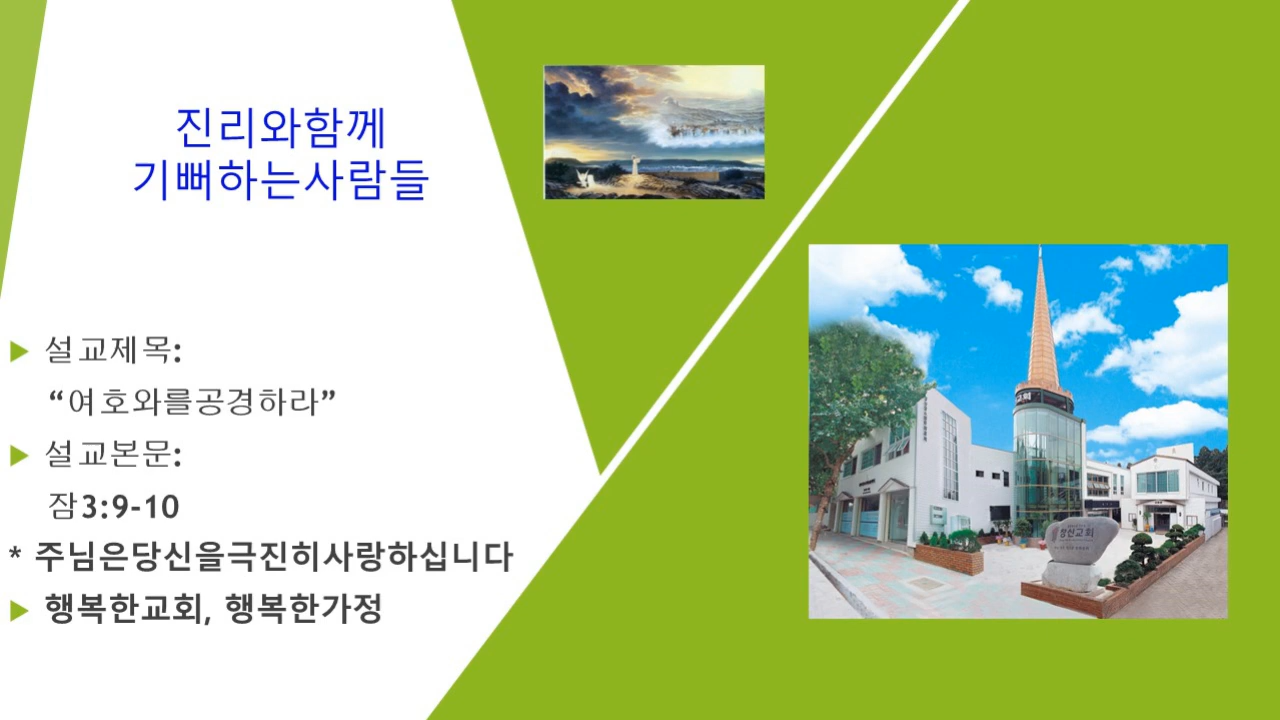 진리와함께
기뻐하는사람들
설교제목:
“여호와를공경하라”
설교본문:
잠3:9-10
* 주님은당신을극진히사랑하십니다
행복한교회, 행복한가정
교회